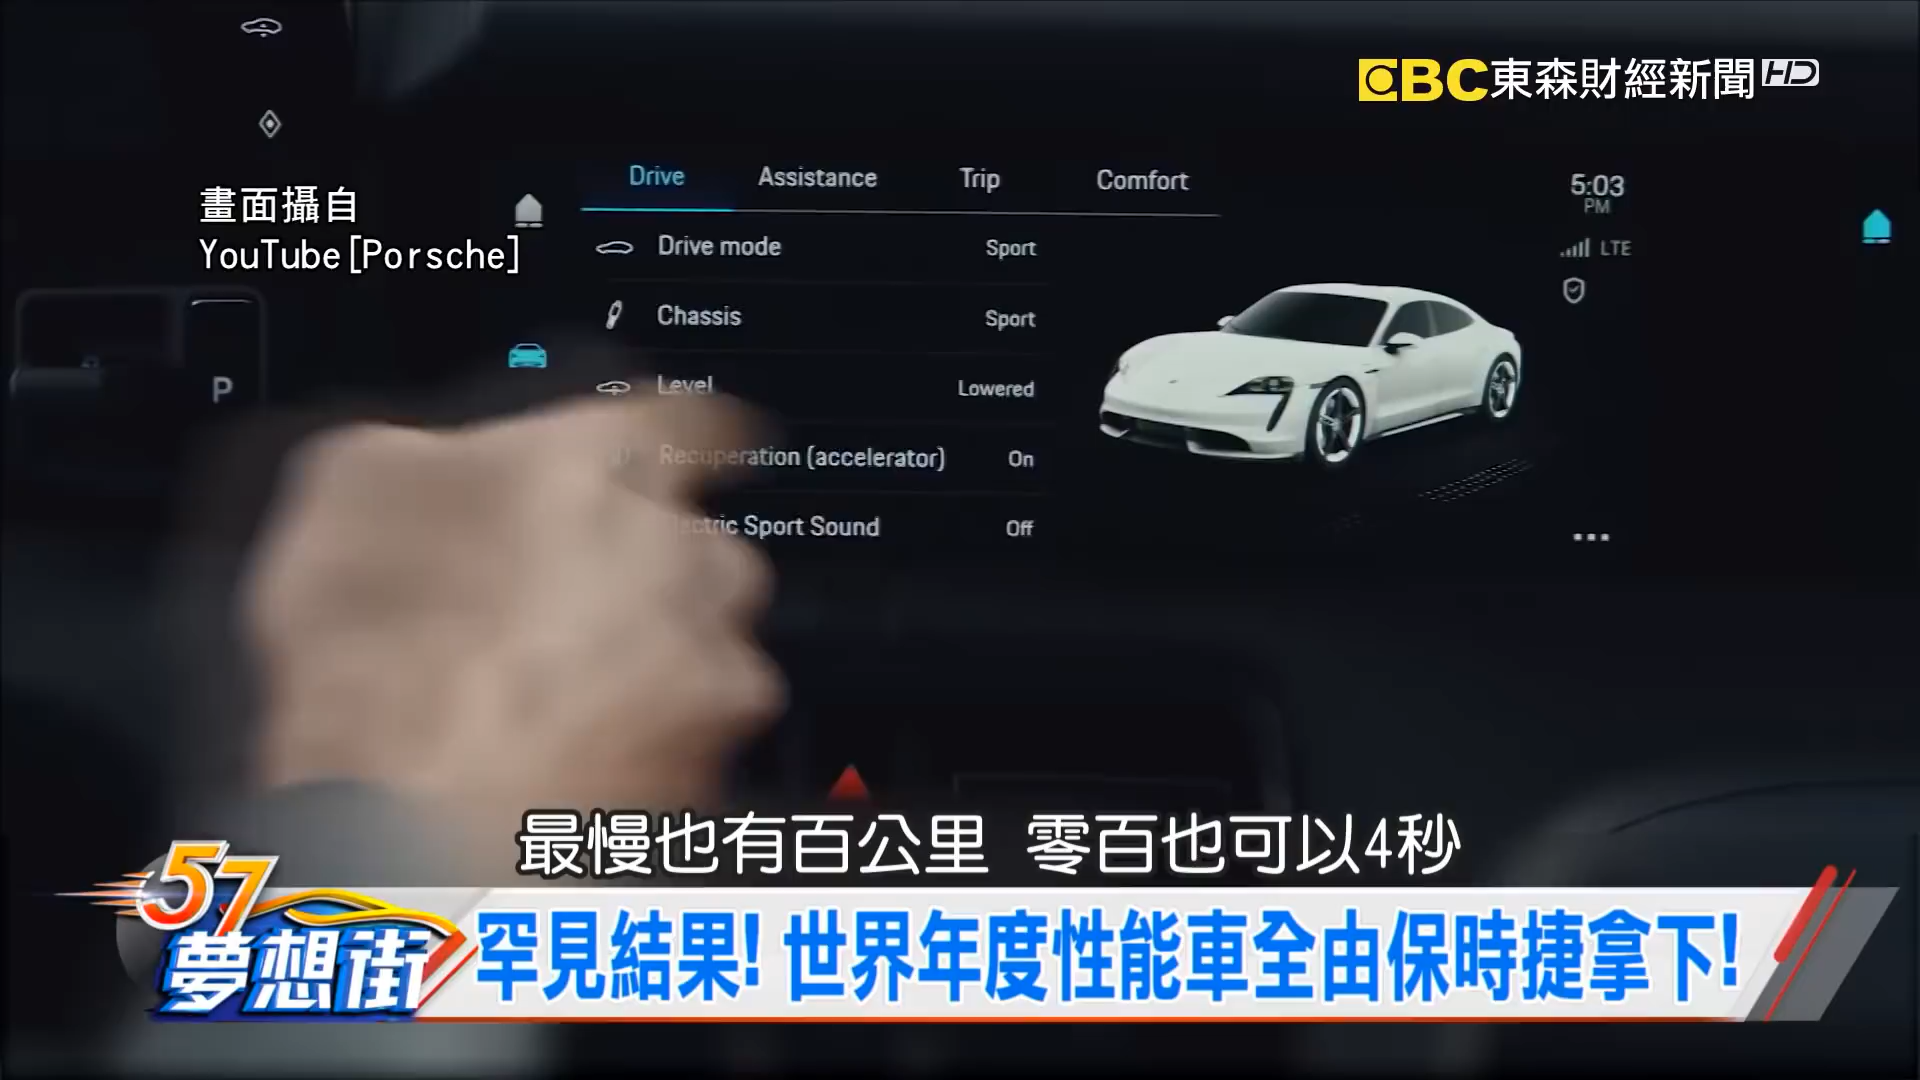 CBC東森財經新聞HD
畫面攝自
YouTube[Porsche]
Drive Assistance Trip Comfort
5:03
PM
LTE
Drive mode Sport
Chassis Sport
Level Lowered
Recuperation (accelerator) On
Electric Sport Sound Off
P
最慢也有百公里 零百也可以4秒
57
夢想街
罕見結果! 世界年度性能車全由保時捷拿下!